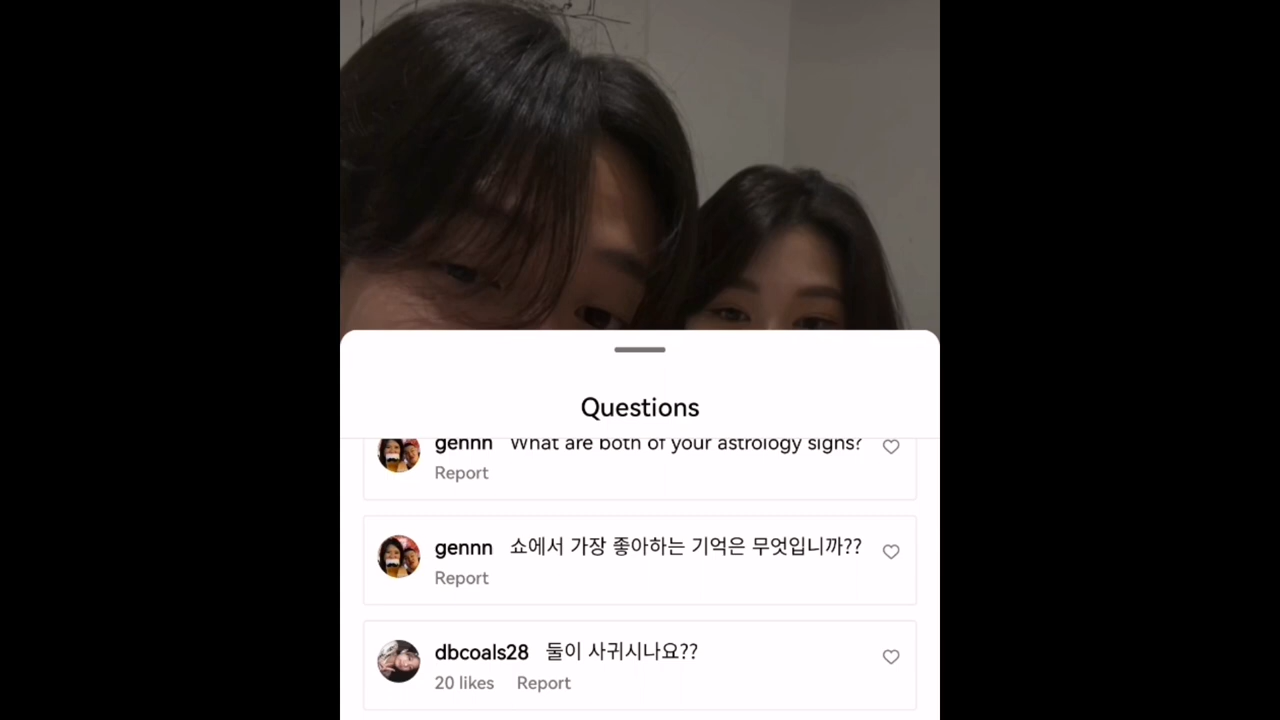 Questions
gennn What are both of your astrology signs?
Report
gennn 쇼에서 가장 좋아하는 기억은 무엇입니까??
Report
dbcoals28 둘이 사귀시나요??
20 likes Report